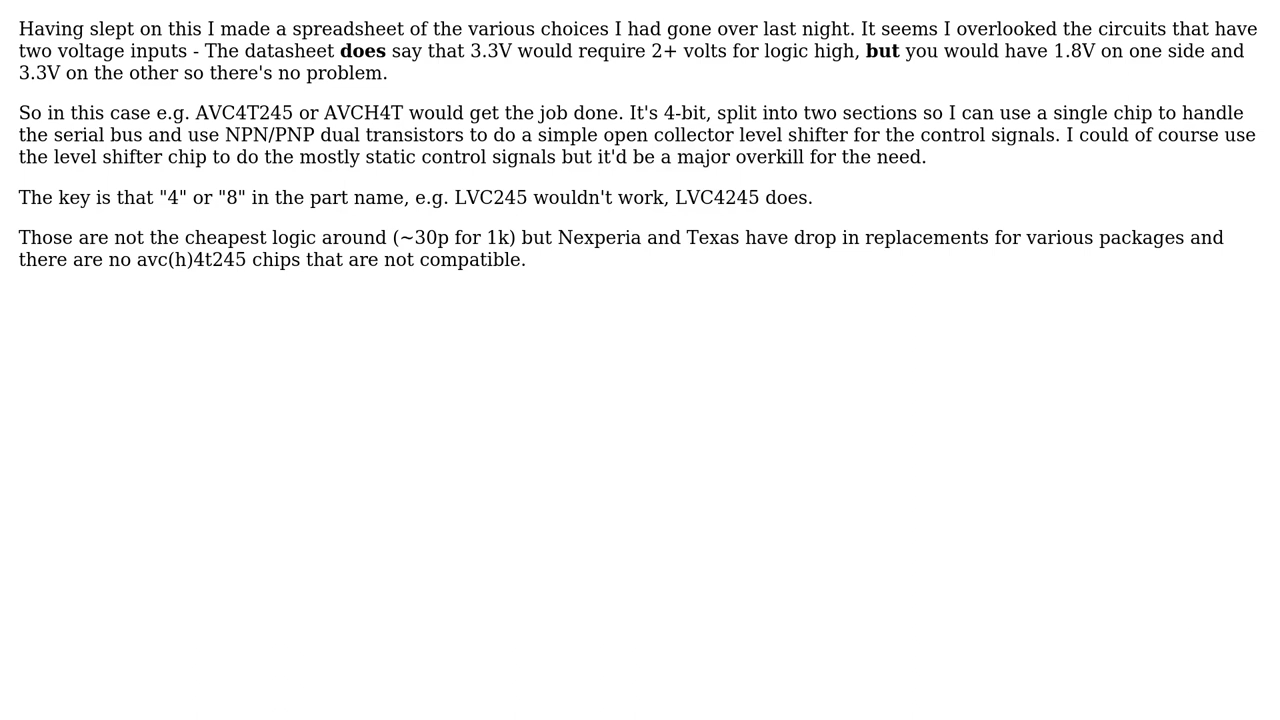 Having slept on this I made a spreadsheet of the various choices I had gone over last night. It seems I overlooked the circuits that have
two voltage inputs - The datasheet does say that 3.3V would require 2+ volts for logic high, but you would have 1.8V on one side and
3.3V on the other so there's no problem.
So in this case e.g. AVC4T245 or AVCH4T would get the job done. It's 4-bit, split into two sections so I can use a single chip to handle
the serial bus and use NPN/PNP dual transistors to do a simple open collector level shifter for the control signals. I could of course use
the level shifter chip to do the mostly static control signals but it'd be a major overkill for the need.
The key is that "4" or "8" in the part name, e.g. LVC245 wouldn't work, LVC4245 does.
Those are not the cheapest logic around (~30p for 1k) but Nexperia and Texas have drop in replacements for various packages and
there are no avc(h)4t245 chips that are not compatible.